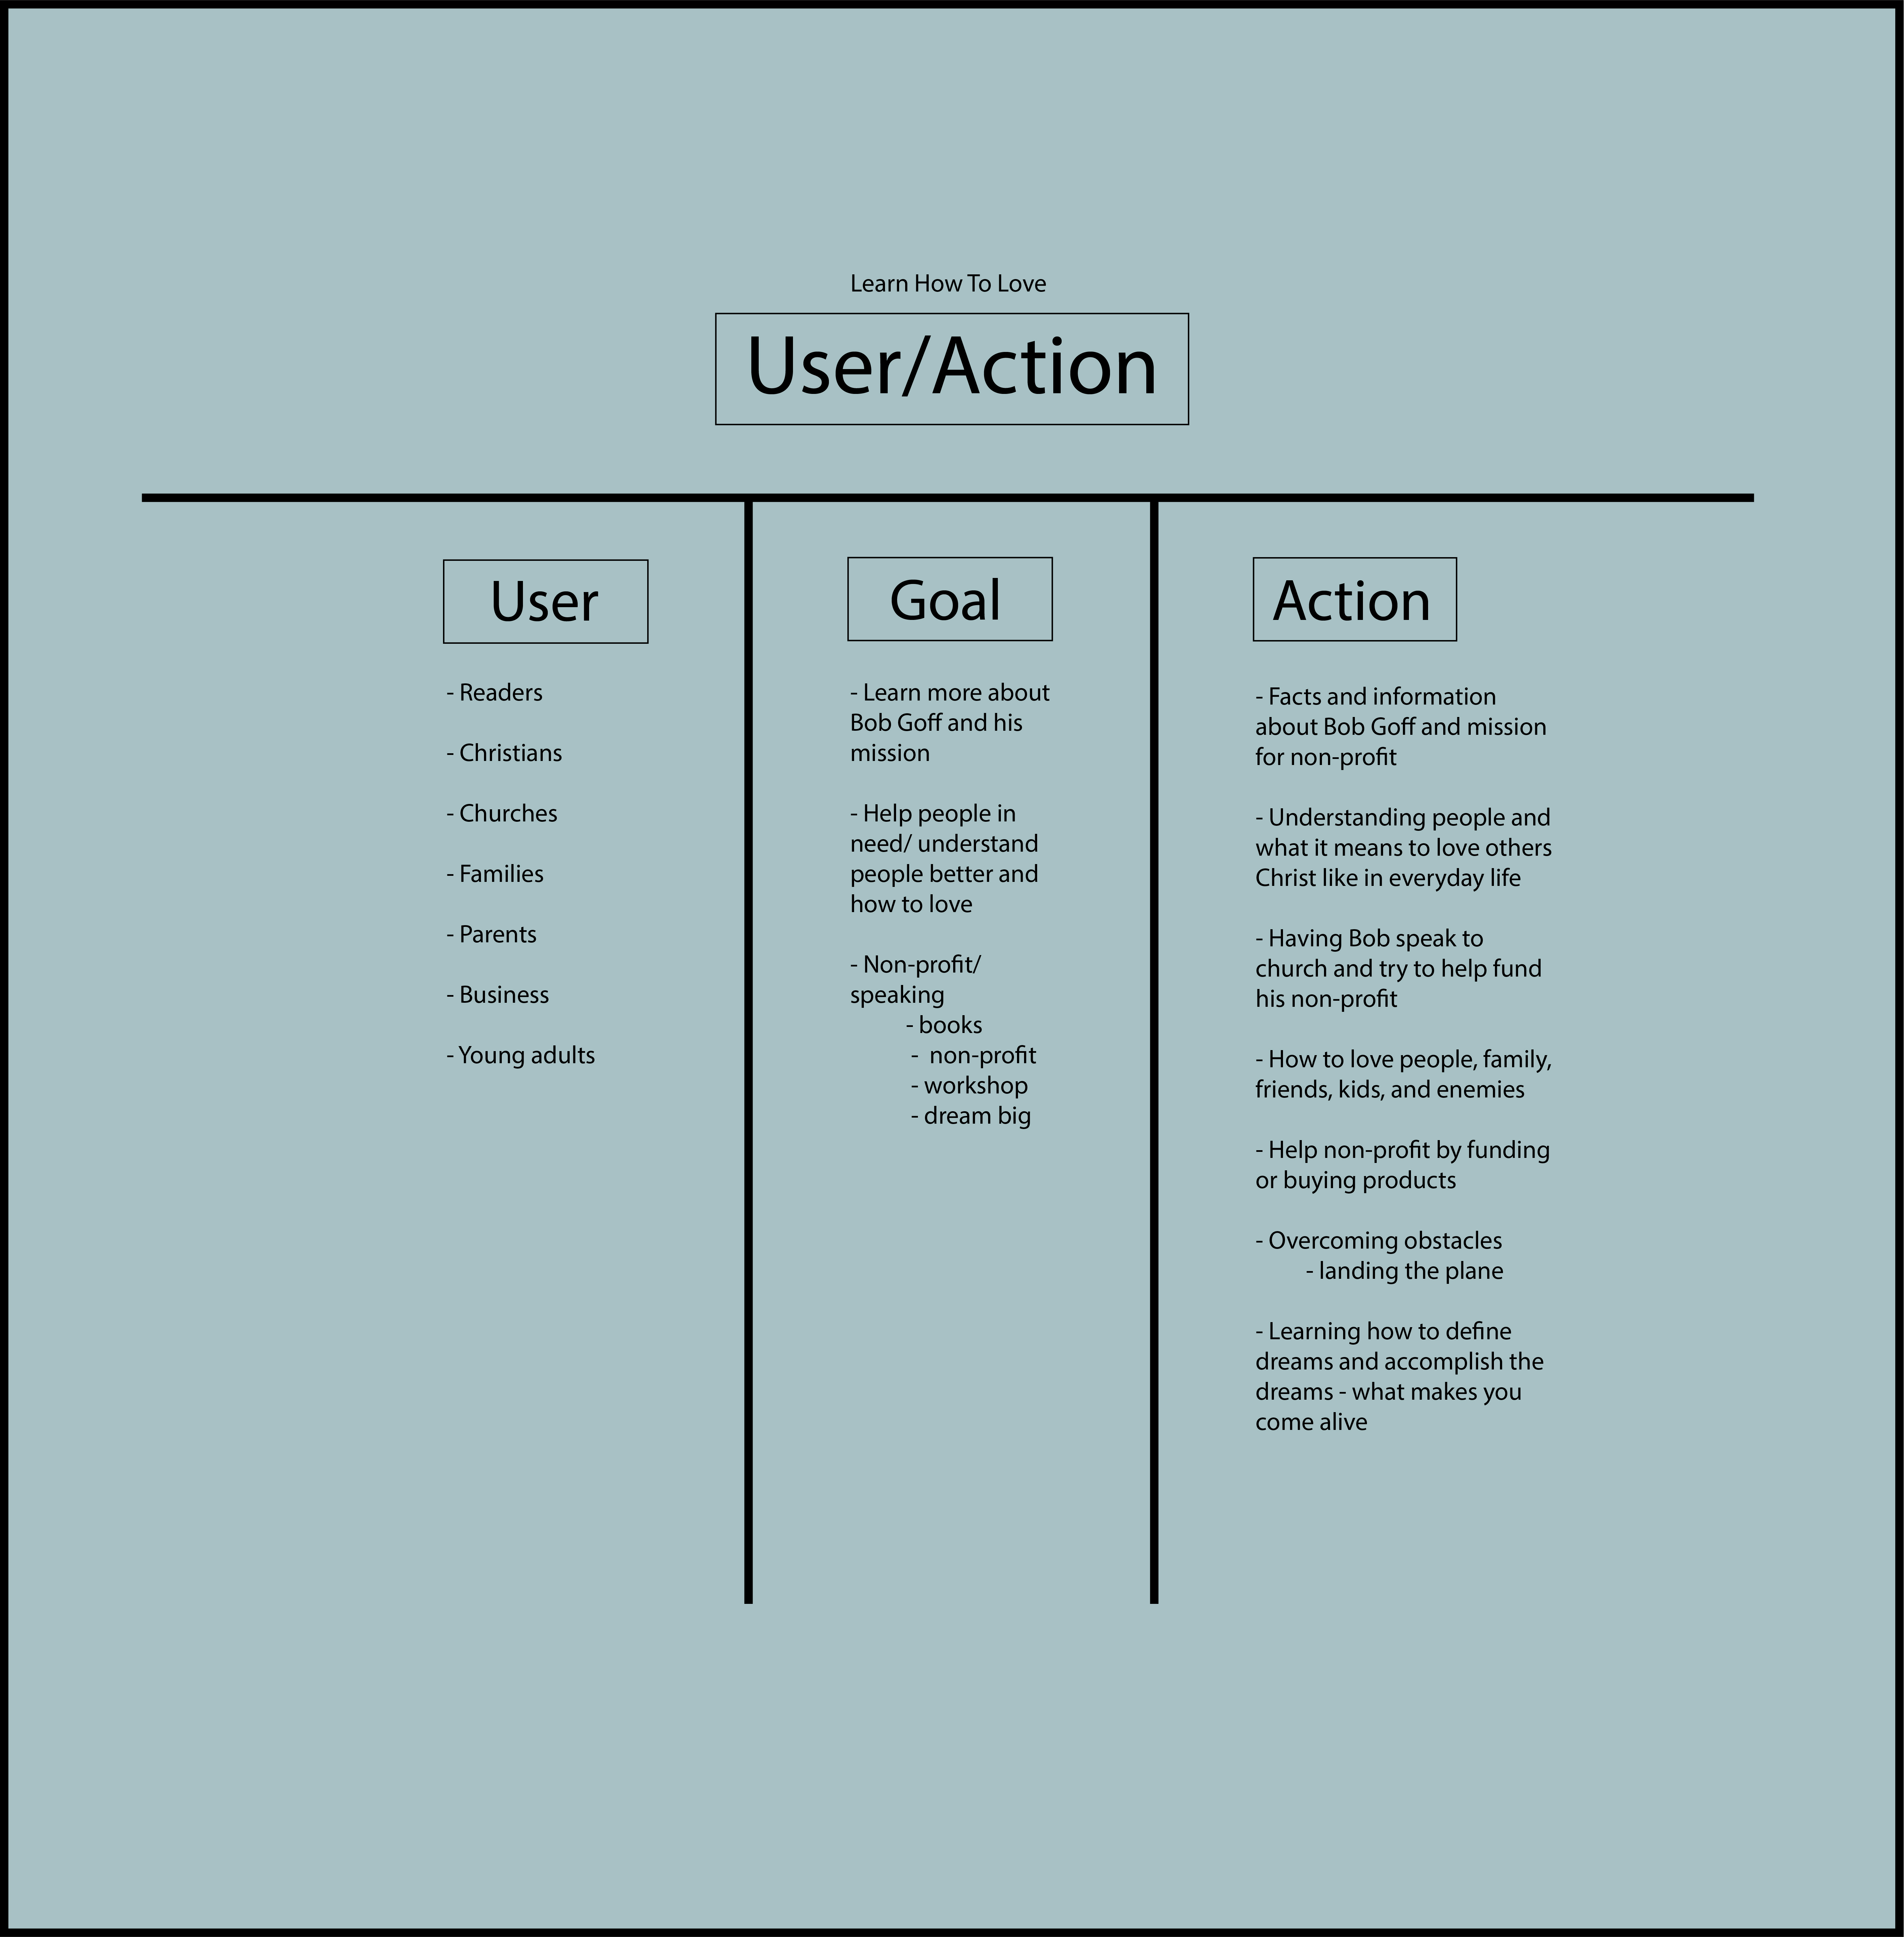 Learn How To Love
User/Action
User
- Readers
- Christians
- Churches
- Families
- Parents
- Business
- Young adults
Goal
- Learn more about
Bob Goff and his
mission
- Help people in
need/ understand
people better and
how to love
- Non-profit/
speaking
- books
- non-profit
- workshop
- dream big
Action
- Facts and information
about Bob Goff and mission
for non-profit
- Understanding people and
what it means to love others
Christ like in everyday life
- Having Bob speak to
church and try to help fund
his non-profit
- How to love people, family,
friends, kids, and enemies
- Help non-profit by funding
or buying products
- Overcoming obstacles
- landing the plane
- Learning how to define
dreams and accomplish the
dreams - what makes you
come alive